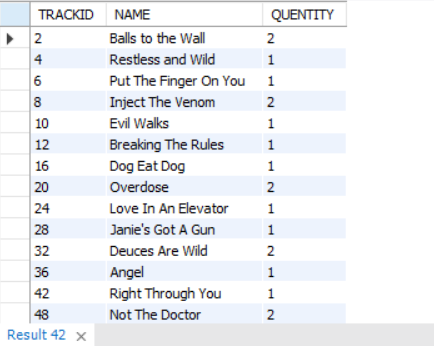 TRACKID NAME QUENTITY
2 Balls to the Wall 2
4 Restless and Wild 1
6 Put The Finger On You 1
8 Inject The Venom 2
10 Evil Walks 1
12 Breaking The Rules 1
16 Dog Eat Dog 1
20 Overdose 2
24 Love In An Elevator 1
28 Janie's Got A Gun 1
32 Deuces Are Wild 2
36 Angel 1
42 Right Through You 1
48 Not The Doctor 2
Result 42 ×